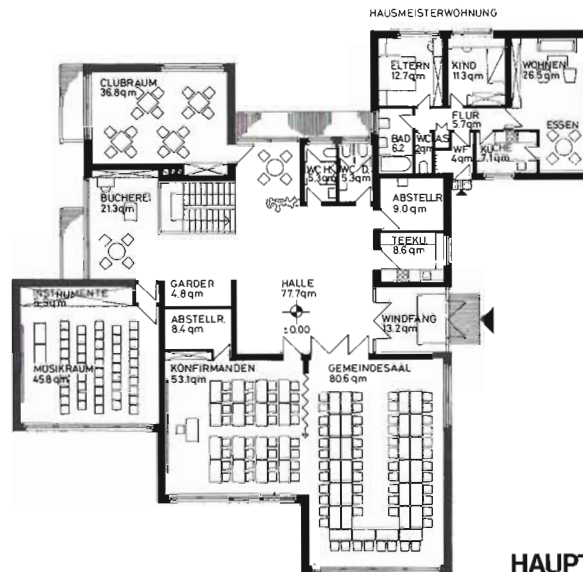 HAUSMEISTERWOHNUNG
ELTERN
12.7qm
KIND
11.3qm
WOHNEN
26.5qm
CLUBRAUM
36.8qm
FLUR
5.7qm
ESSEN
BAD
6.2
WC
2qm
WF
4qm
KÜCHE
7.1qm
WC H.
5.3qm
WC D.
5.3qm
BÜCHEREI
21.3qm
ABSTELLR.
9.0qm
TEEKÜ.
8.6qm
GARDER
4.8qm
HALLE
77.7qm
±0.00
INSTRUMENTE
ABSTELLR.
8.4qm
WINDFANG
13.2qm
MUSIKRAUM
45.8qm
KONFIRMANDEN
53.1qm
GEMEINDESAAL
80.6qm
HAUPT